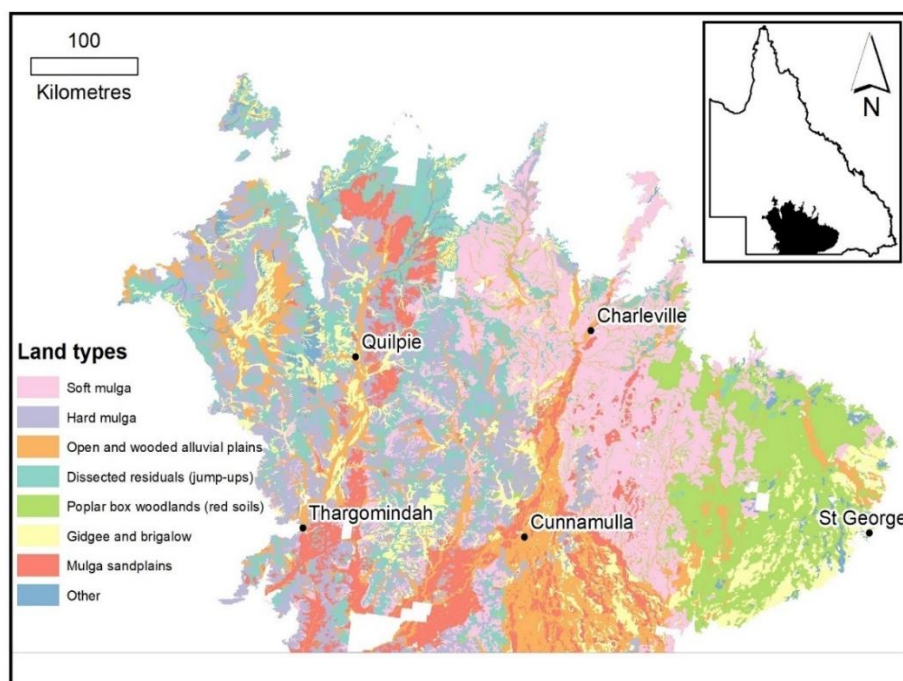 100
Kilometres
N
Charleville
Quilpie
Land types
Soft mulga
Hard mulga
Open and wooded alluvial plains
Dissected residuals (jump-ups)
Poplar box woodlands (red soils)
Gidgee and brigalow
Mulga sandplains
Other
Thargomindah
Cunnamulla
St George